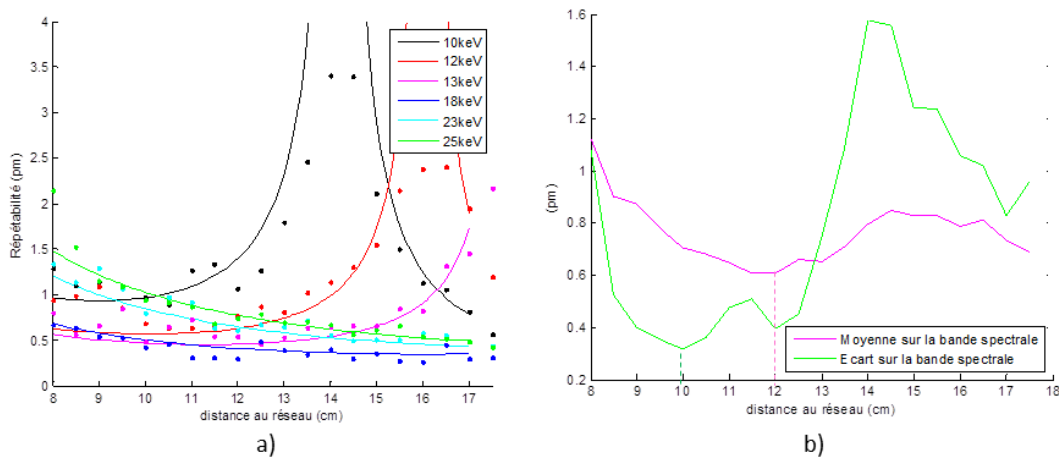 4
3.5
3
2.5
2
1.5
1
0.5
0
Répétabilité (pm)
10keV
12keV
13keV
18keV
23keV
25keV
8 9 10 11 12 13 14 15 16 17
distance au réseau (cm)
a)
1.6
1.4
1.2
1
0.8
0.6
0.4
0.2
(pm)
Moyenne sur la bande spectrale
Ecart sur la bande spectrale
8 9 10 11 12 13 14 15 16 17 18
distance au réseau (cm)
b)